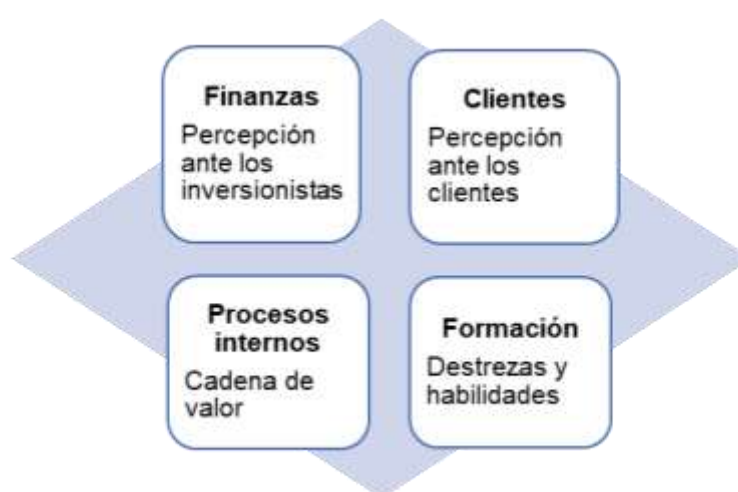 Finanzas
Percepción
ante los
inversionistas
Clientes
Percepción
ante los
clientes
Procesos
internos
Cadena de
valor
Formación
Destrezas y
habilidades